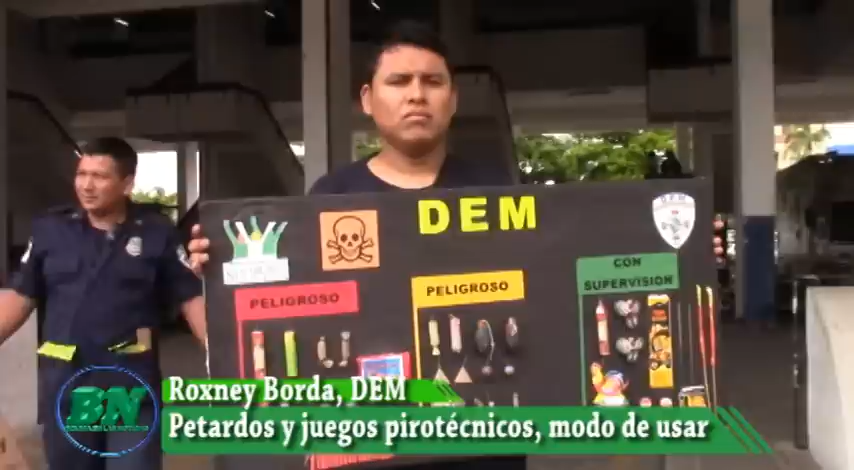 DEM
PELIGROSO
PELIGROSO
CON
SUPERVISION
BN
Roxney Borda, DEM
Petardos y juegos pirotécnicos, modo de usar